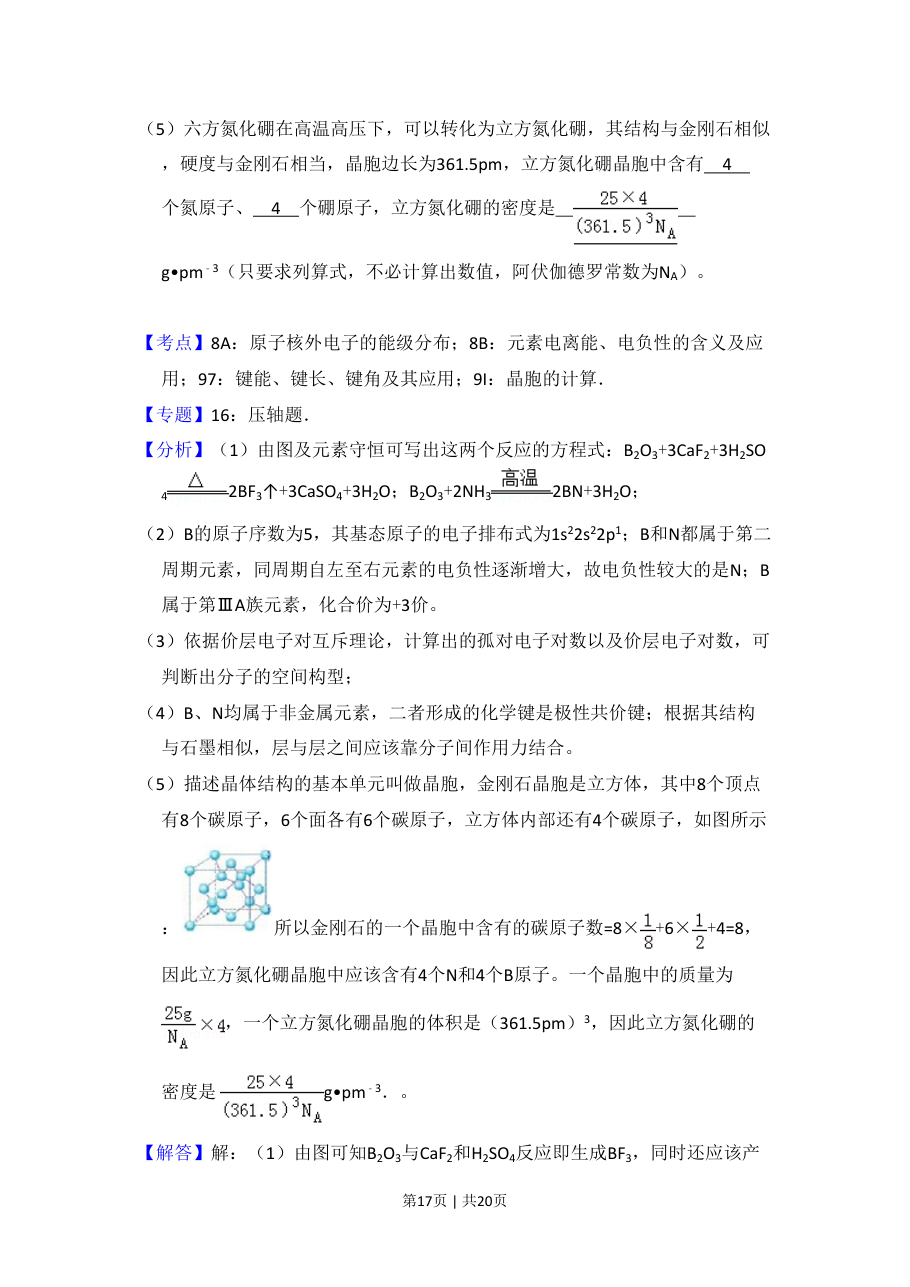 （5）六方氮化硼在高温高压下，可以转化为立方氮化硼，其结构与金刚石相似
，硬度与金刚石相当，晶胞边长为361.5pm，立方氮化硼晶胞中含有　4　
个氮原子、　4　个硼原子，立方氮化硼的密度是　$\frac{25×4}{(361.5)^3N_A}$　
g•pm⁻³（只要求列算式，不必计算出数值，阿伏伽德罗常数为N_A）。
【考点】8A：原子核外电子的能级分布；8B：元素电离能、电负性的含义及应
用；97：键能、键长、键角及其应用；9I：晶胞的计算．
【专题】16：压轴题．
【分析】（1）由图及元素守恒可写出这两个反应的方程式：B₂O₃+3CaF₂+3H₂SO
₄$\xlongequal{△}$2BF₃↑+3CaSO₄+3H₂O；B₂O₃+2NH₃$\xlongequal{高温}$2BN+3H₂O；
（2）B的原子序数为5，其基态原子的电子排布式为1s²2s²2p¹；B和N都属于第二
周期元素，同周期自左至右元素的电负性逐渐增大，故电负性较大的是N；B
属于第ⅢA族元素，化合价为+3价。
（3）依据价层电子对互斥理论，计算出的孤对电子对数以及价层电子对数，可
判断出分子的空间构型；
（4）B、N均属于非金属元素，二者形成的化学键是极性共价键；根据其结构
与石墨相似，层与层之间应该靠分子间作用力结合。
（5）描述晶体结构的基本单元叫做晶胞，金刚石晶胞是立方体，其中8个顶点
有8个碳原子，6个面各有6个碳原子，立方体内部还有4个碳原子，如图所示
：所以金刚石的一个晶胞中含有的碳原子数=8×$\frac{1}{8}$+6×$\frac{1}{2}$+4=8，
因此立方氮化硼晶胞中应该含有4个N和4个B原子。一个晶胞中的质量为
$\frac{25g}{N_A}$×4，一个立方氮化硼晶胞的体积是（361.5pm）³，因此立方氮化硼的
密度是$\frac{25×4}{(361.5)^3N_A}$g•pm⁻³．。
【解答】解：（1）由图可知B₂O₃与CaF₂和H₂SO₄反应即生成BF₃，同时还应该产
第17页 | 共20页